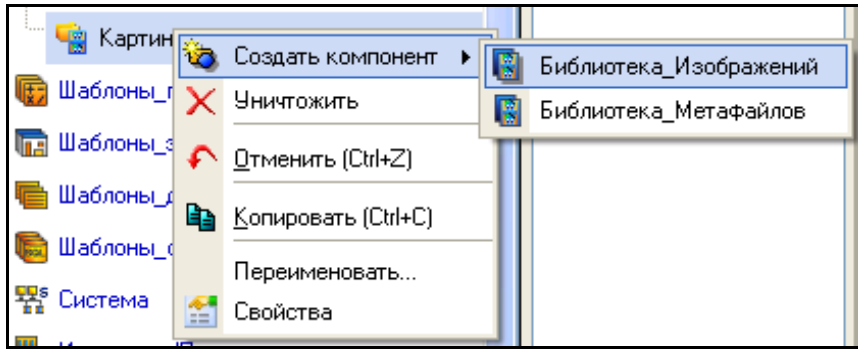 Картин
Создать компонент
Библиотека_Изображений
Шаблоны_
Уничтожить
Библиотека_Метафайлов
Шаблоны_
Отменить (Ctrl+Z)
Шаблоны_
Копировать (Ctrl+C)
Шаблоны_
Переименовать...
Система
Свойства